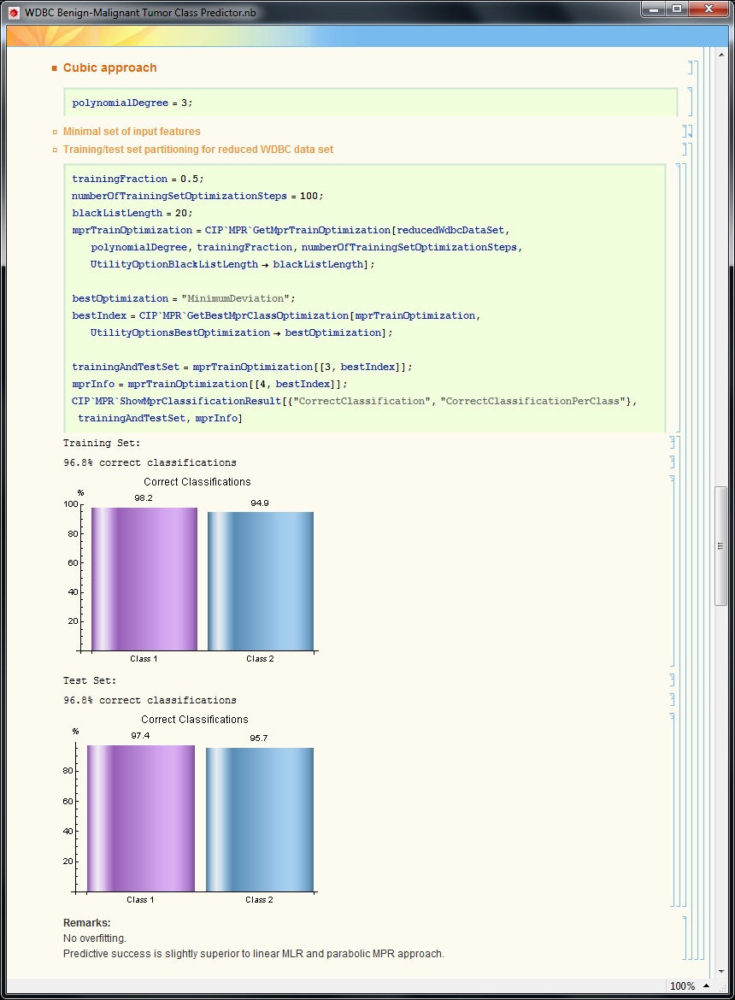 WDBC Benign-Malignant Tumor Class Predictor.nb
Cubic approach
polynomialDegree = 3;
Minimal set of input features
Training/test set partitioning for reduced WDBC data set
trainingFraction = 0.5;
numberOfTrainingSetOptimizationSteps = 100;
blackListLength = 20;
mprTrainOptimization = CIP`MPR`GetMprTrainOptimization[reducedWdbcDataSet,
polynomialDegree, trainingFraction, numberOfTrainingSetOptimizationSteps,
UtilityOptionBlackListLength → blackListLength];
bestOptimization = "MinimumDeviation";
bestIndex = CIP`MPR`GetBestMprClassOptimization[mprTrainOptimization,
UtilityOptionsBestOptimization → bestOptimization];
trainingAndTestSet = mprTrainOptimization[[3, bestIndex]];
mprInfo = mprTrainOptimization[[4, bestIndex]];
CIP`MPR`ShowMprClassificationResult[{"CorrectClassification", "CorrectClassificationPerClass"},
trainingAndTestSet, mprInfo]
Training Set:
96.8% correct classifications
Correct Classifications
%
98.2
94.9
100
80
60
40
20
Class 1
Class 2
Test Set:
96.8% correct classifications
Correct Classifications
%
97.4
95.7
80
60
40
20
Class 1
Class 2
Remarks:
No overfitting.
Predictive success is slightly superior to linear MLR and parabolic MPR approach.
100%